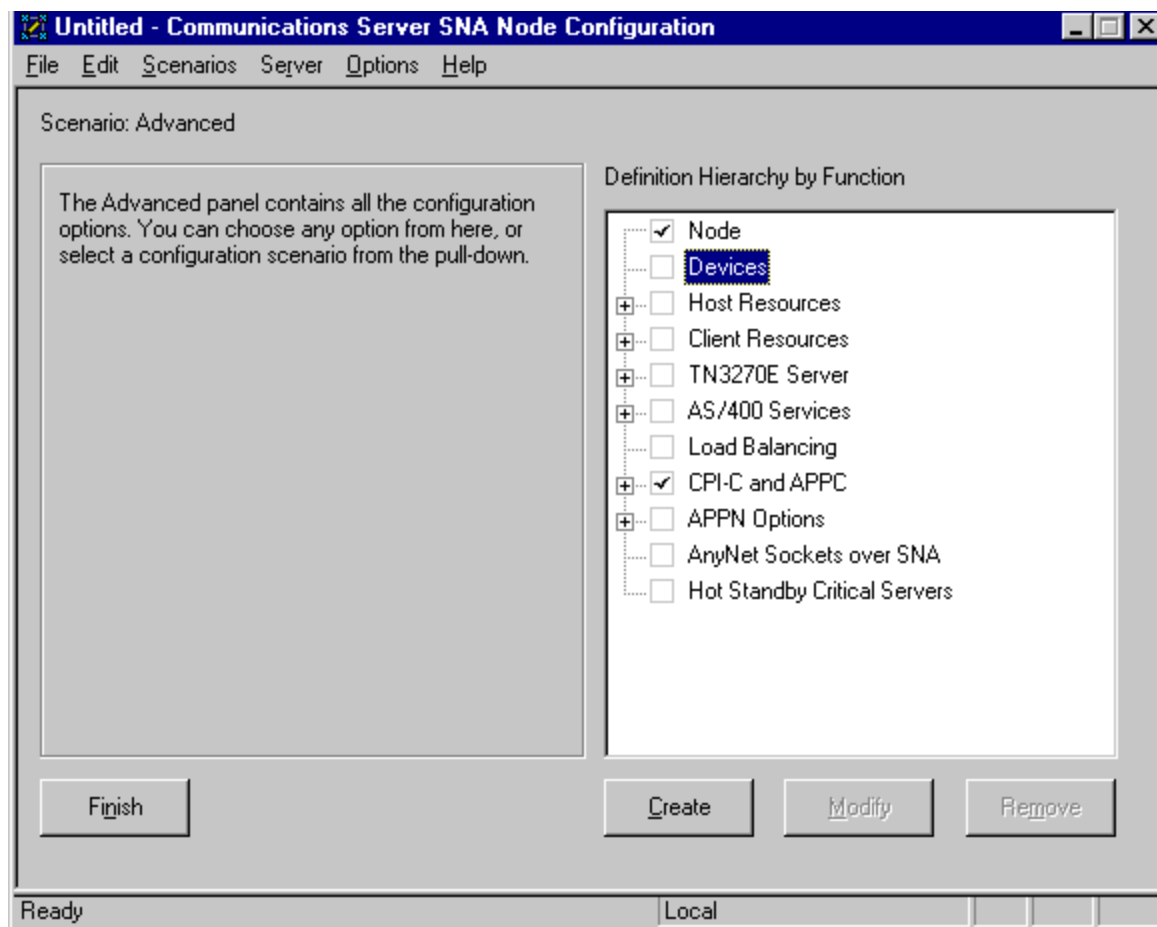 Untitled - Communications Server SNA Node Configuration
File Edit Scenarios Server Options Help
Scenario: Advanced
The Advanced panel contains all the configuration
options. You can choose any option from here, or
select a configuration scenario from the pull-down.
Definition Hierarchy by Function
Node
Devices
Host Resources
Client Resources
TN3270E Server
AS/400 Services
Load Balancing
CPI-C and APPC
APPN Options
AnyNet Sockets over SNA
Hot Standby Critical Servers
Finish
Create
Modify
Remove
Ready
Local